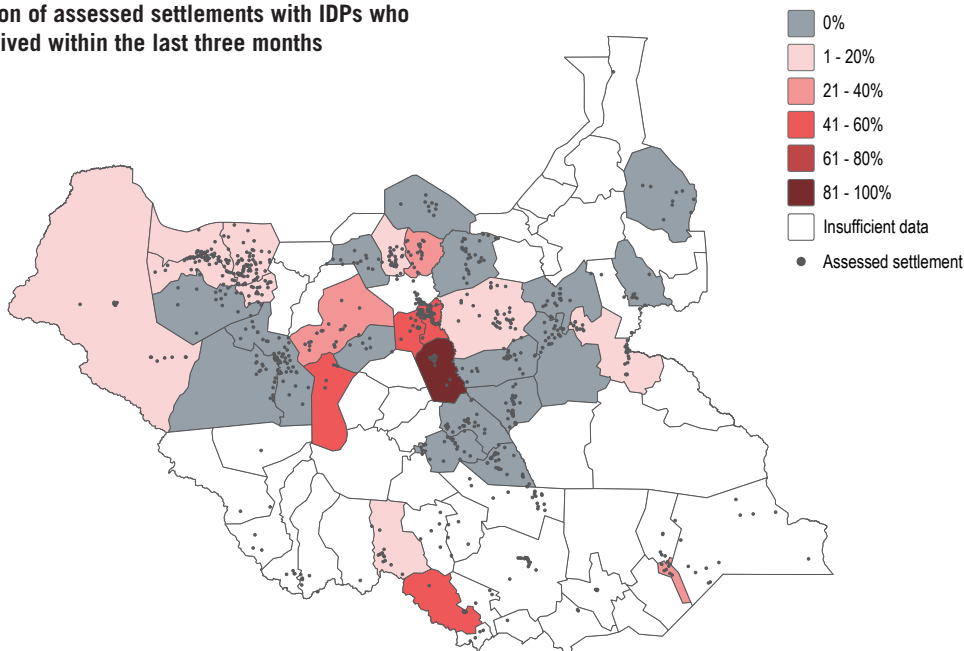 on of assessed settlements with IDPs who
ived within the last three months
0%
1 - 20%
21 - 40%
41 - 60%
61 - 80%
81 - 100%
Insufficient data
Assessed settlement